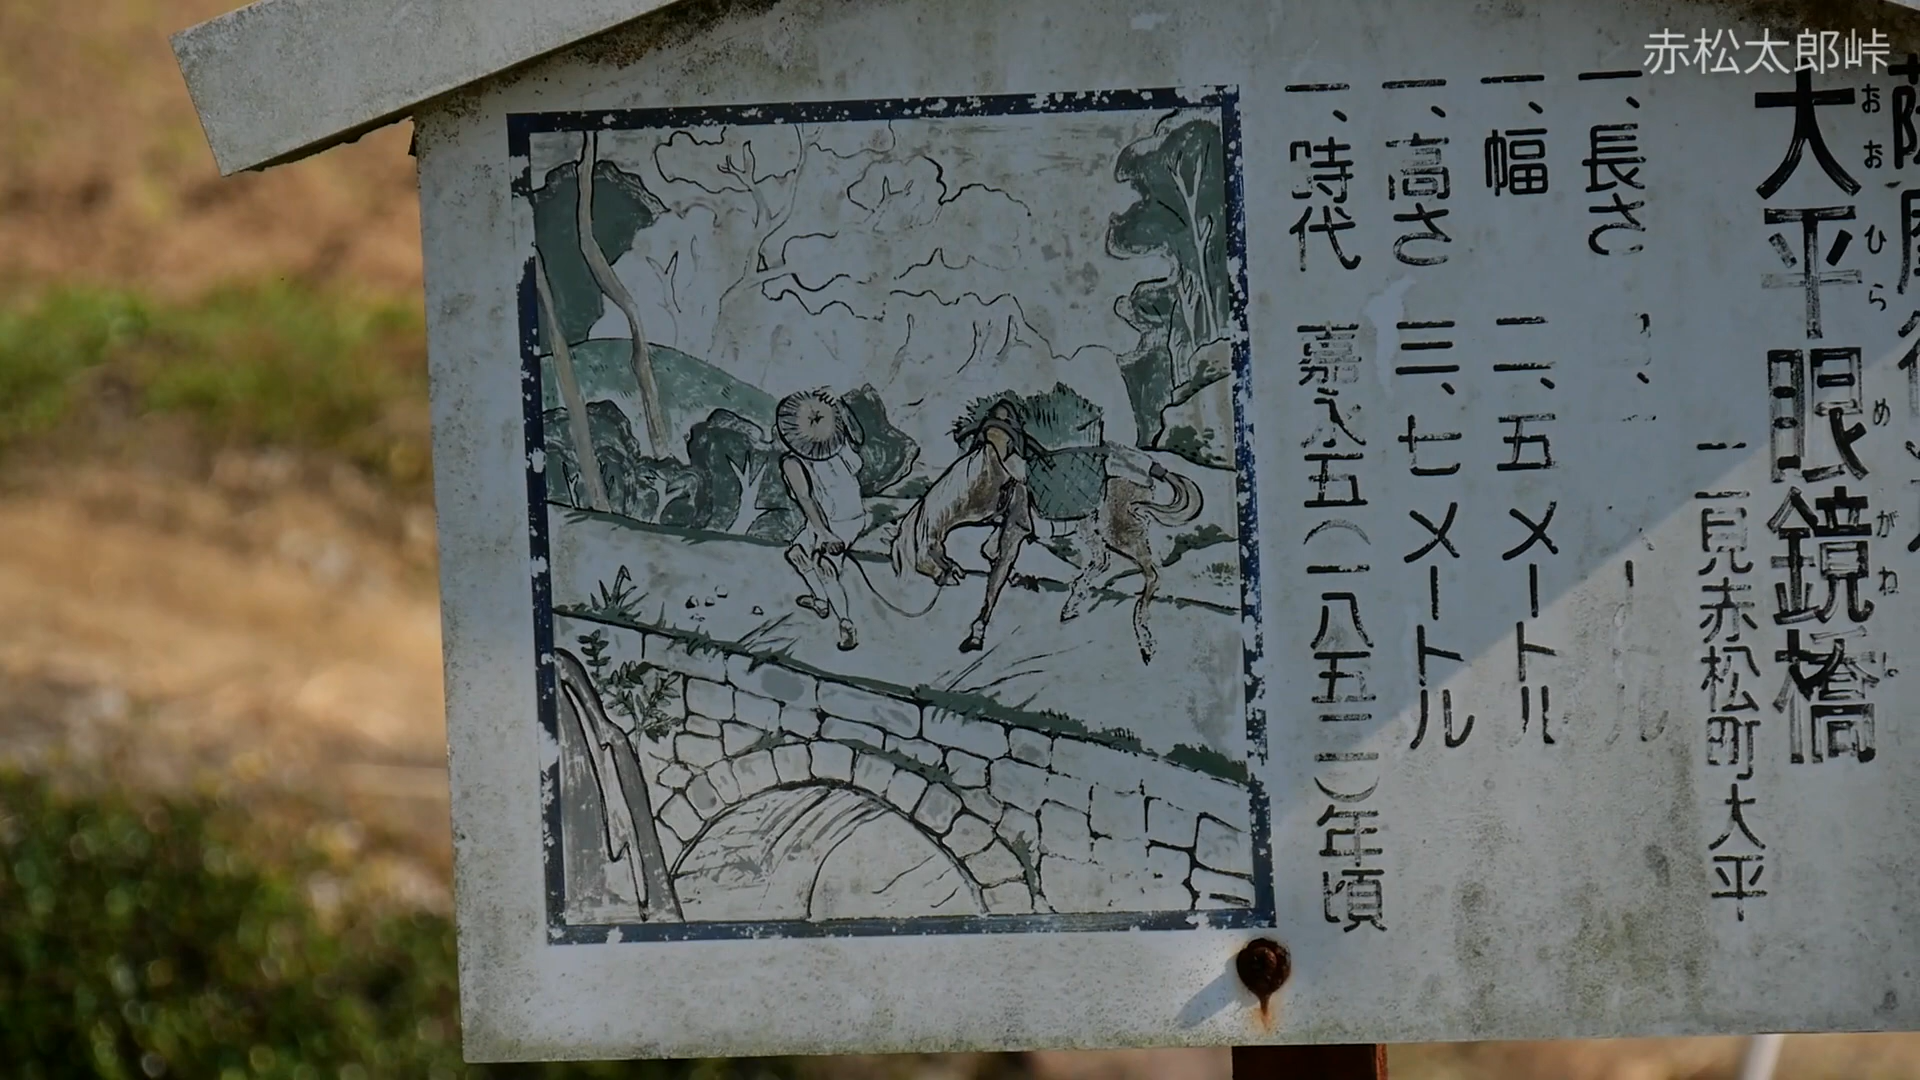 赤松太郎峠
大平眼鏡橋
おおひらめがねばし
二見赤松町大平
一、長さ
一、幅 二、五メートル
一、高さ 三、七メートル
一、時代 嘉永五(一八五二)年頃